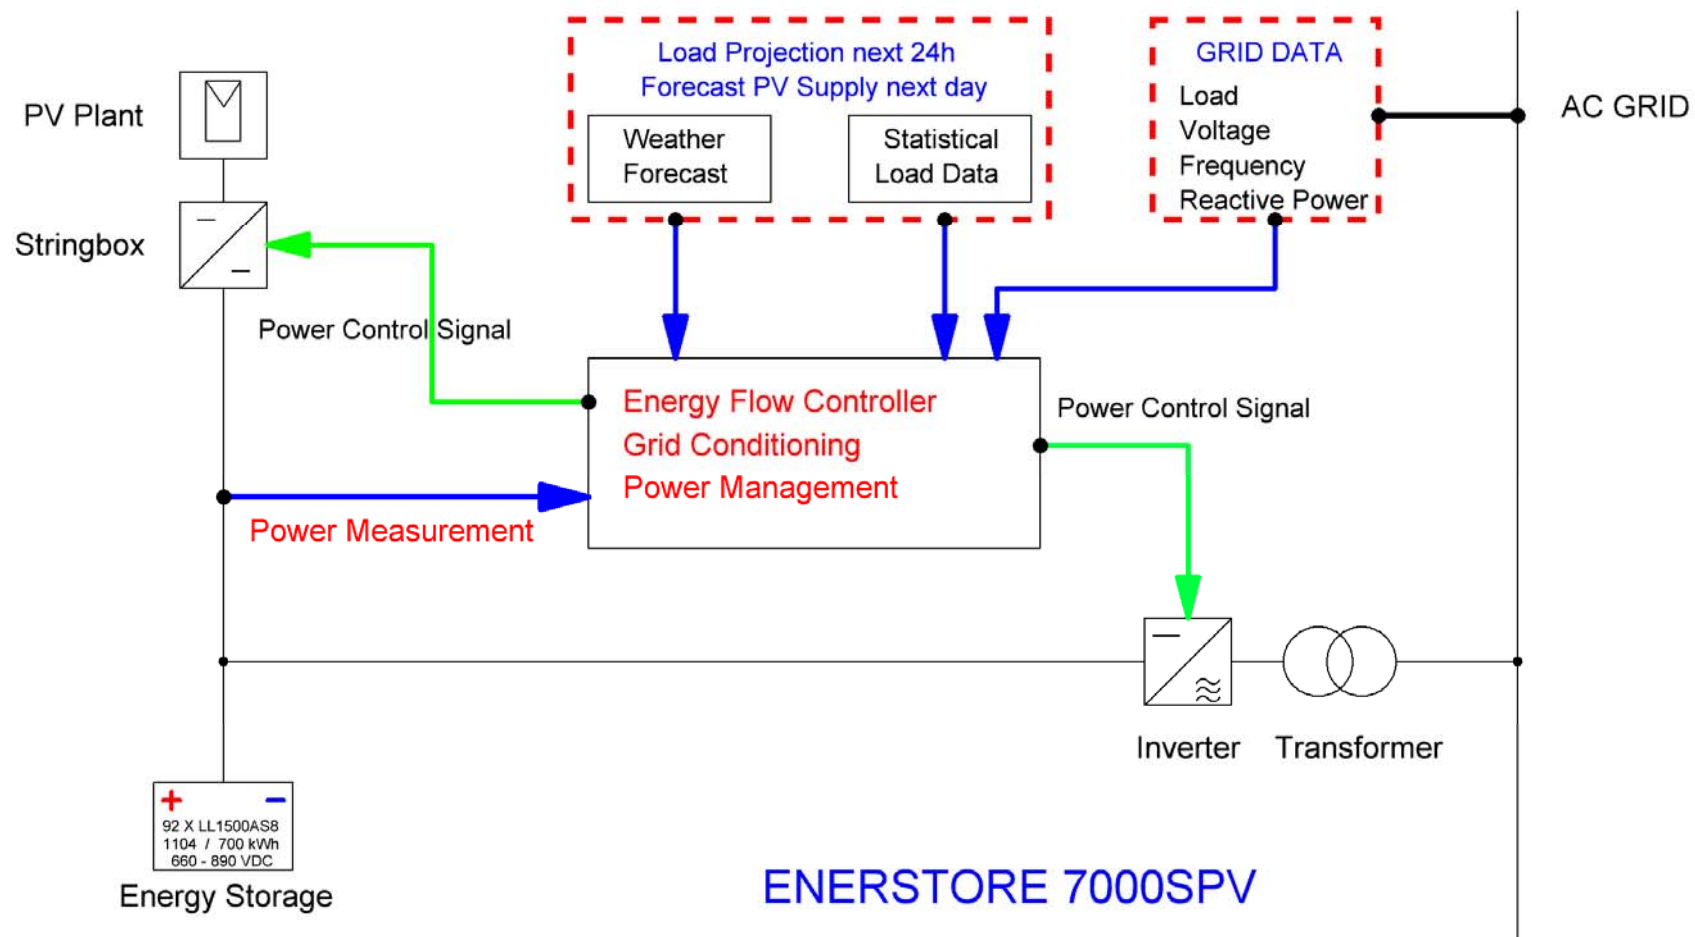 Load Projection next 24h
Forecast PV Supply next day
Weather
Forecast
Statistical
Load Data
GRID DATA
Load
Voltage
Frequency
Reactive Power
AC GRID
PV Plant
Stringbox
Power Control Signal
Energy Flow Controller
Grid Conditioning
Power Management
Power Control Signal
Power Measurement
Inverter
Transformer
+ −
92 X LL1500AS8
1104 / 700 kWh
660 - 890 VDC
Energy Storage
ENERSTORE 7000SPV